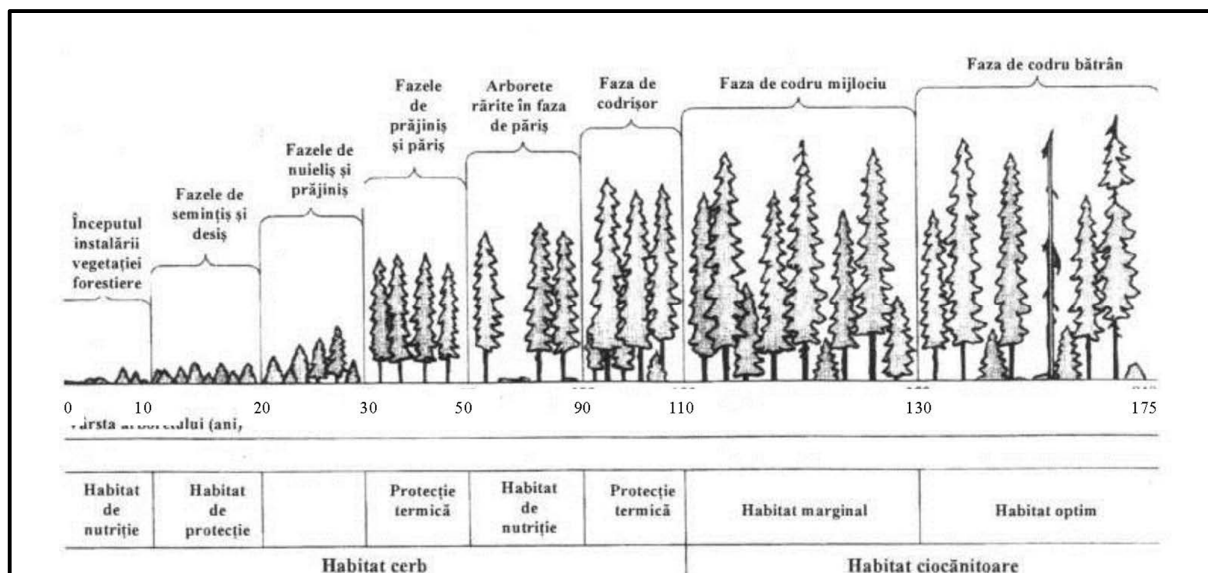 Începutul
instalării
vegetației
forestiere
Fazele de
semințiș și
desiș
Fazele de
nuieliș și
prăjiniș
Fazele
de
prăjiniș
și păriș
Arborete
rărite în faza
de păriș
Faza de
codrișor
Faza de codru mijlociu
Faza de codru bătrân
0 10 20 30 50 90 110 130 175
vârsta arboretului (ani)
Habitat
de
nutriție
Habitat
de
protecție
Protecție
termică
Habitat
de
nutriție
Protecție
termică
Habitat marginal
Habitat optim
Habitat cerb
Habitat ciocănitoare